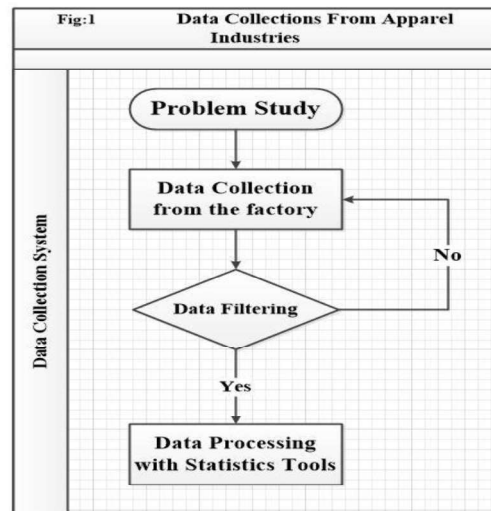 Fig:1 Data Collections From Apparel
Industries
Data Collection System
Problem Study
Data Collection
from the factory
No
Data Filtering
Yes
Data Processing
with Statistics Tools